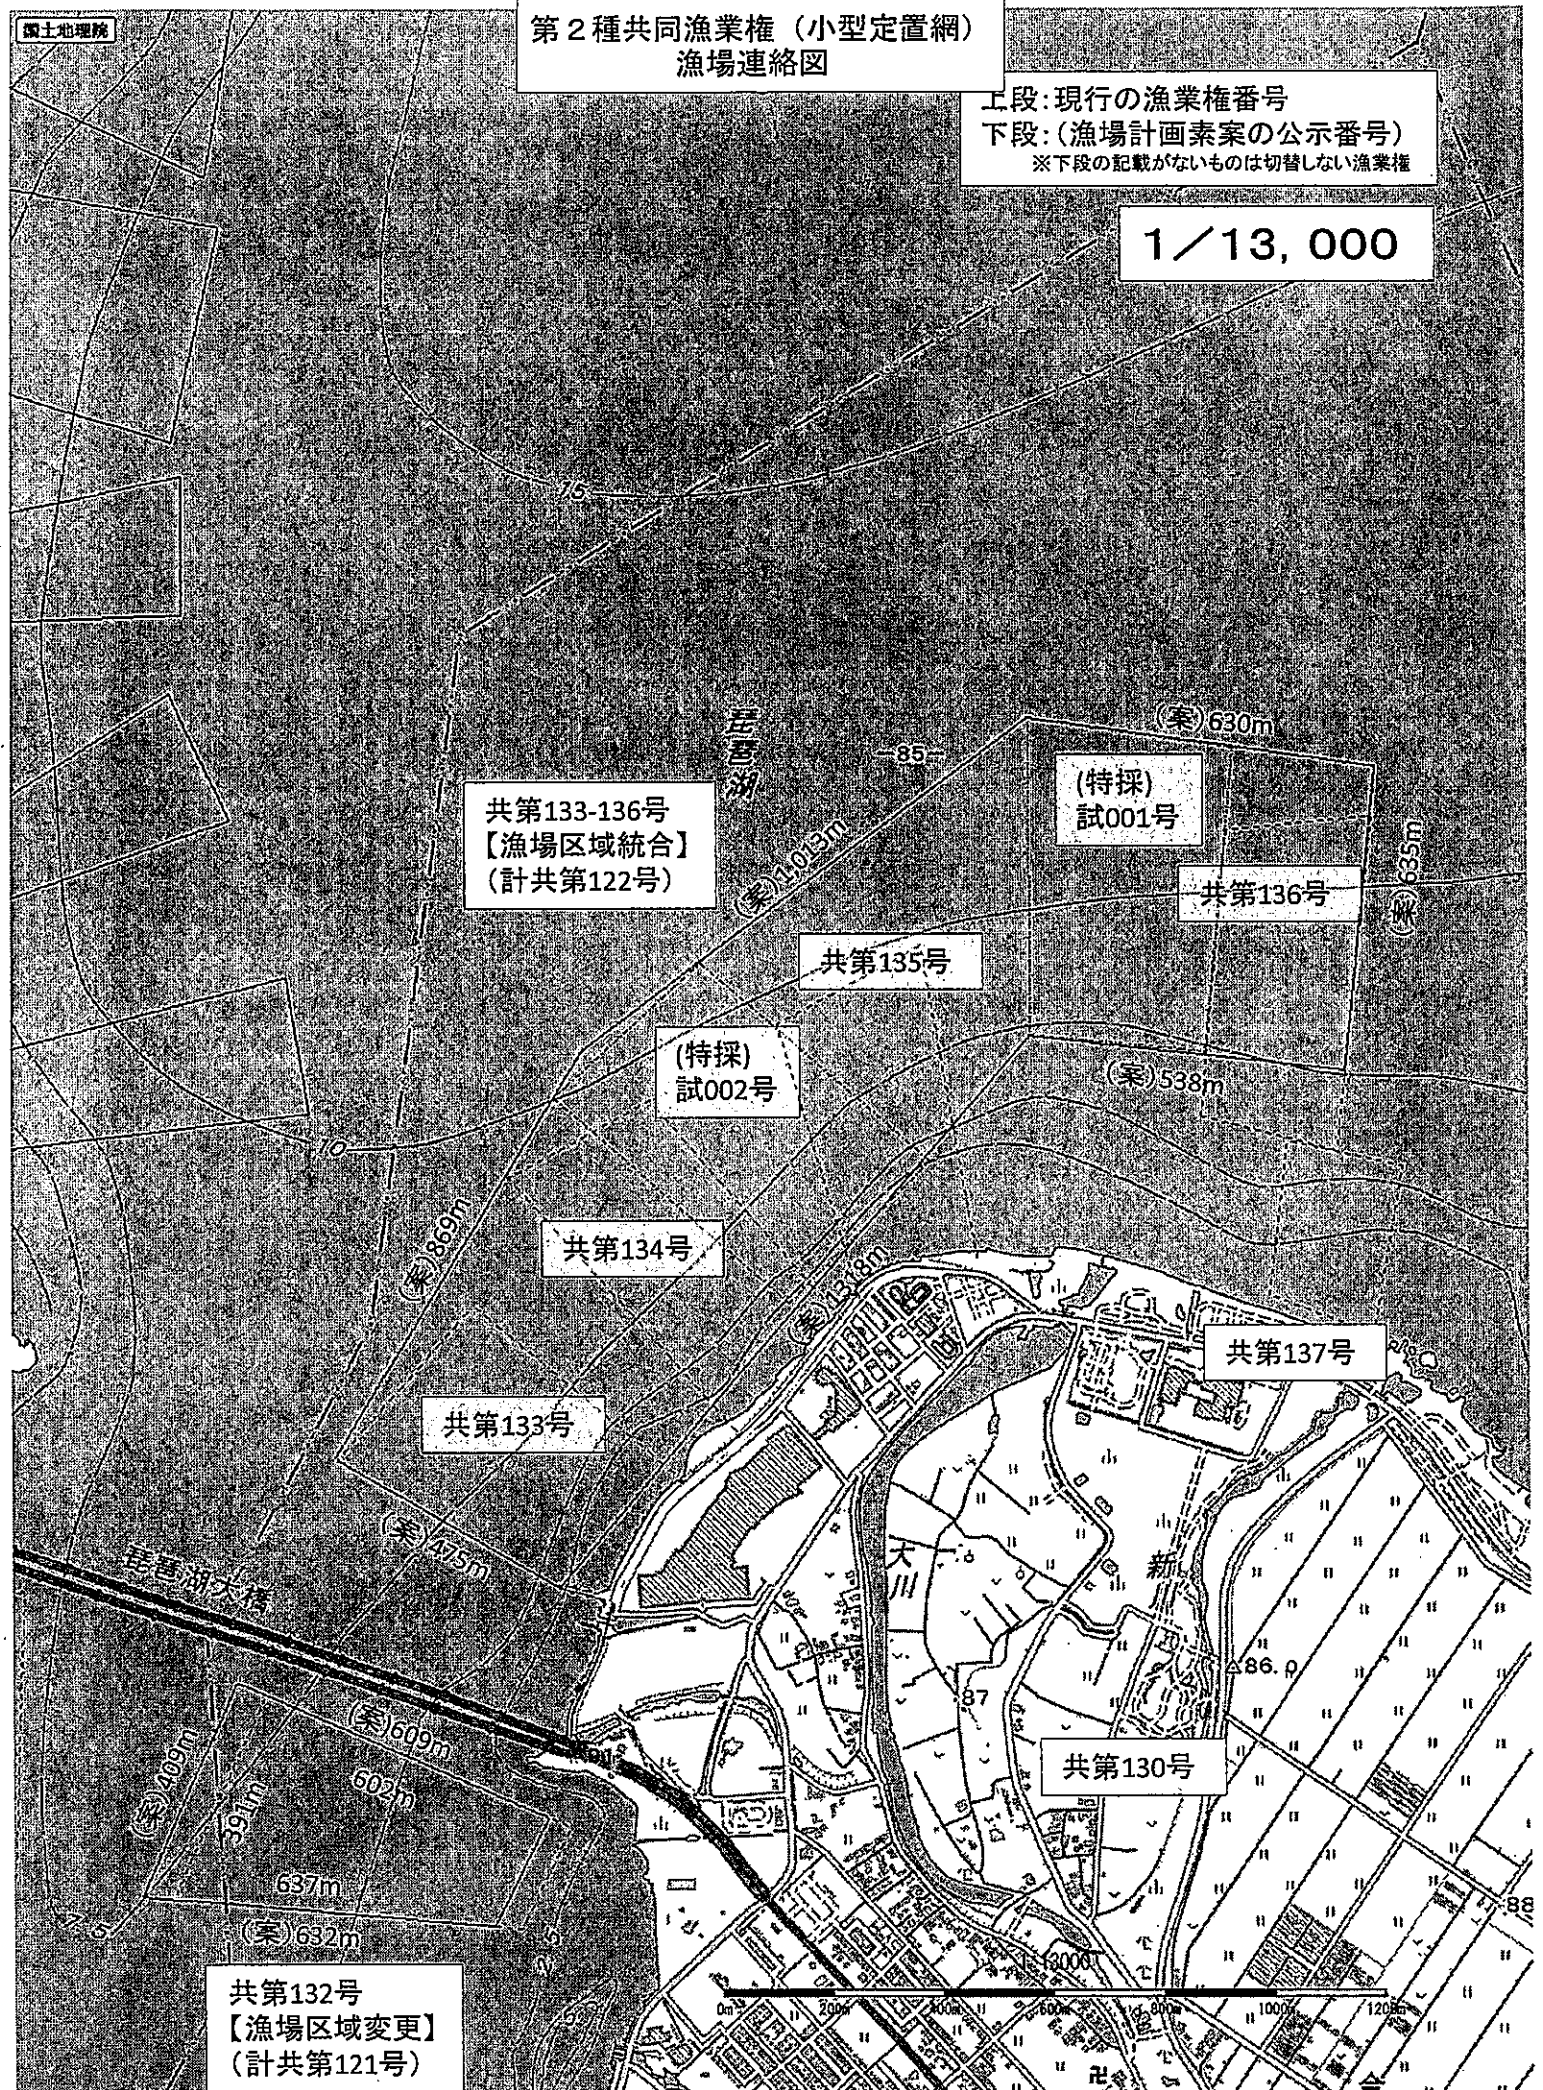 国土地理院
第2種共同漁業権（小型定置網）
漁場連絡図
上段：現行の漁業権番号
下段：（漁場計画素案の公示番号）
※下段の記載がないものは切替しない漁業権
1／13,000
15
琵琶湖
-85-
(案)630m
(特採)
試001号
共第133-136号
【漁場区域統合】
（計共第122号）
(案)1,013m
(案)635m
共第136号
共第135号
(特採)
試002号
(案)538m
10
(案)869m
共第134号
(案)1,318m
共第137号
共第133号
(案)475m
琵琶湖大橋
大川
新
86.0
87
(案)609m
(案)409m
602m
391m
共第130号
637m
(案)632m
5
88
共第132号
【漁場区域変更】
（計共第121号）
1:13000
0m
200m
400m
600m
800m
1000m
1200m